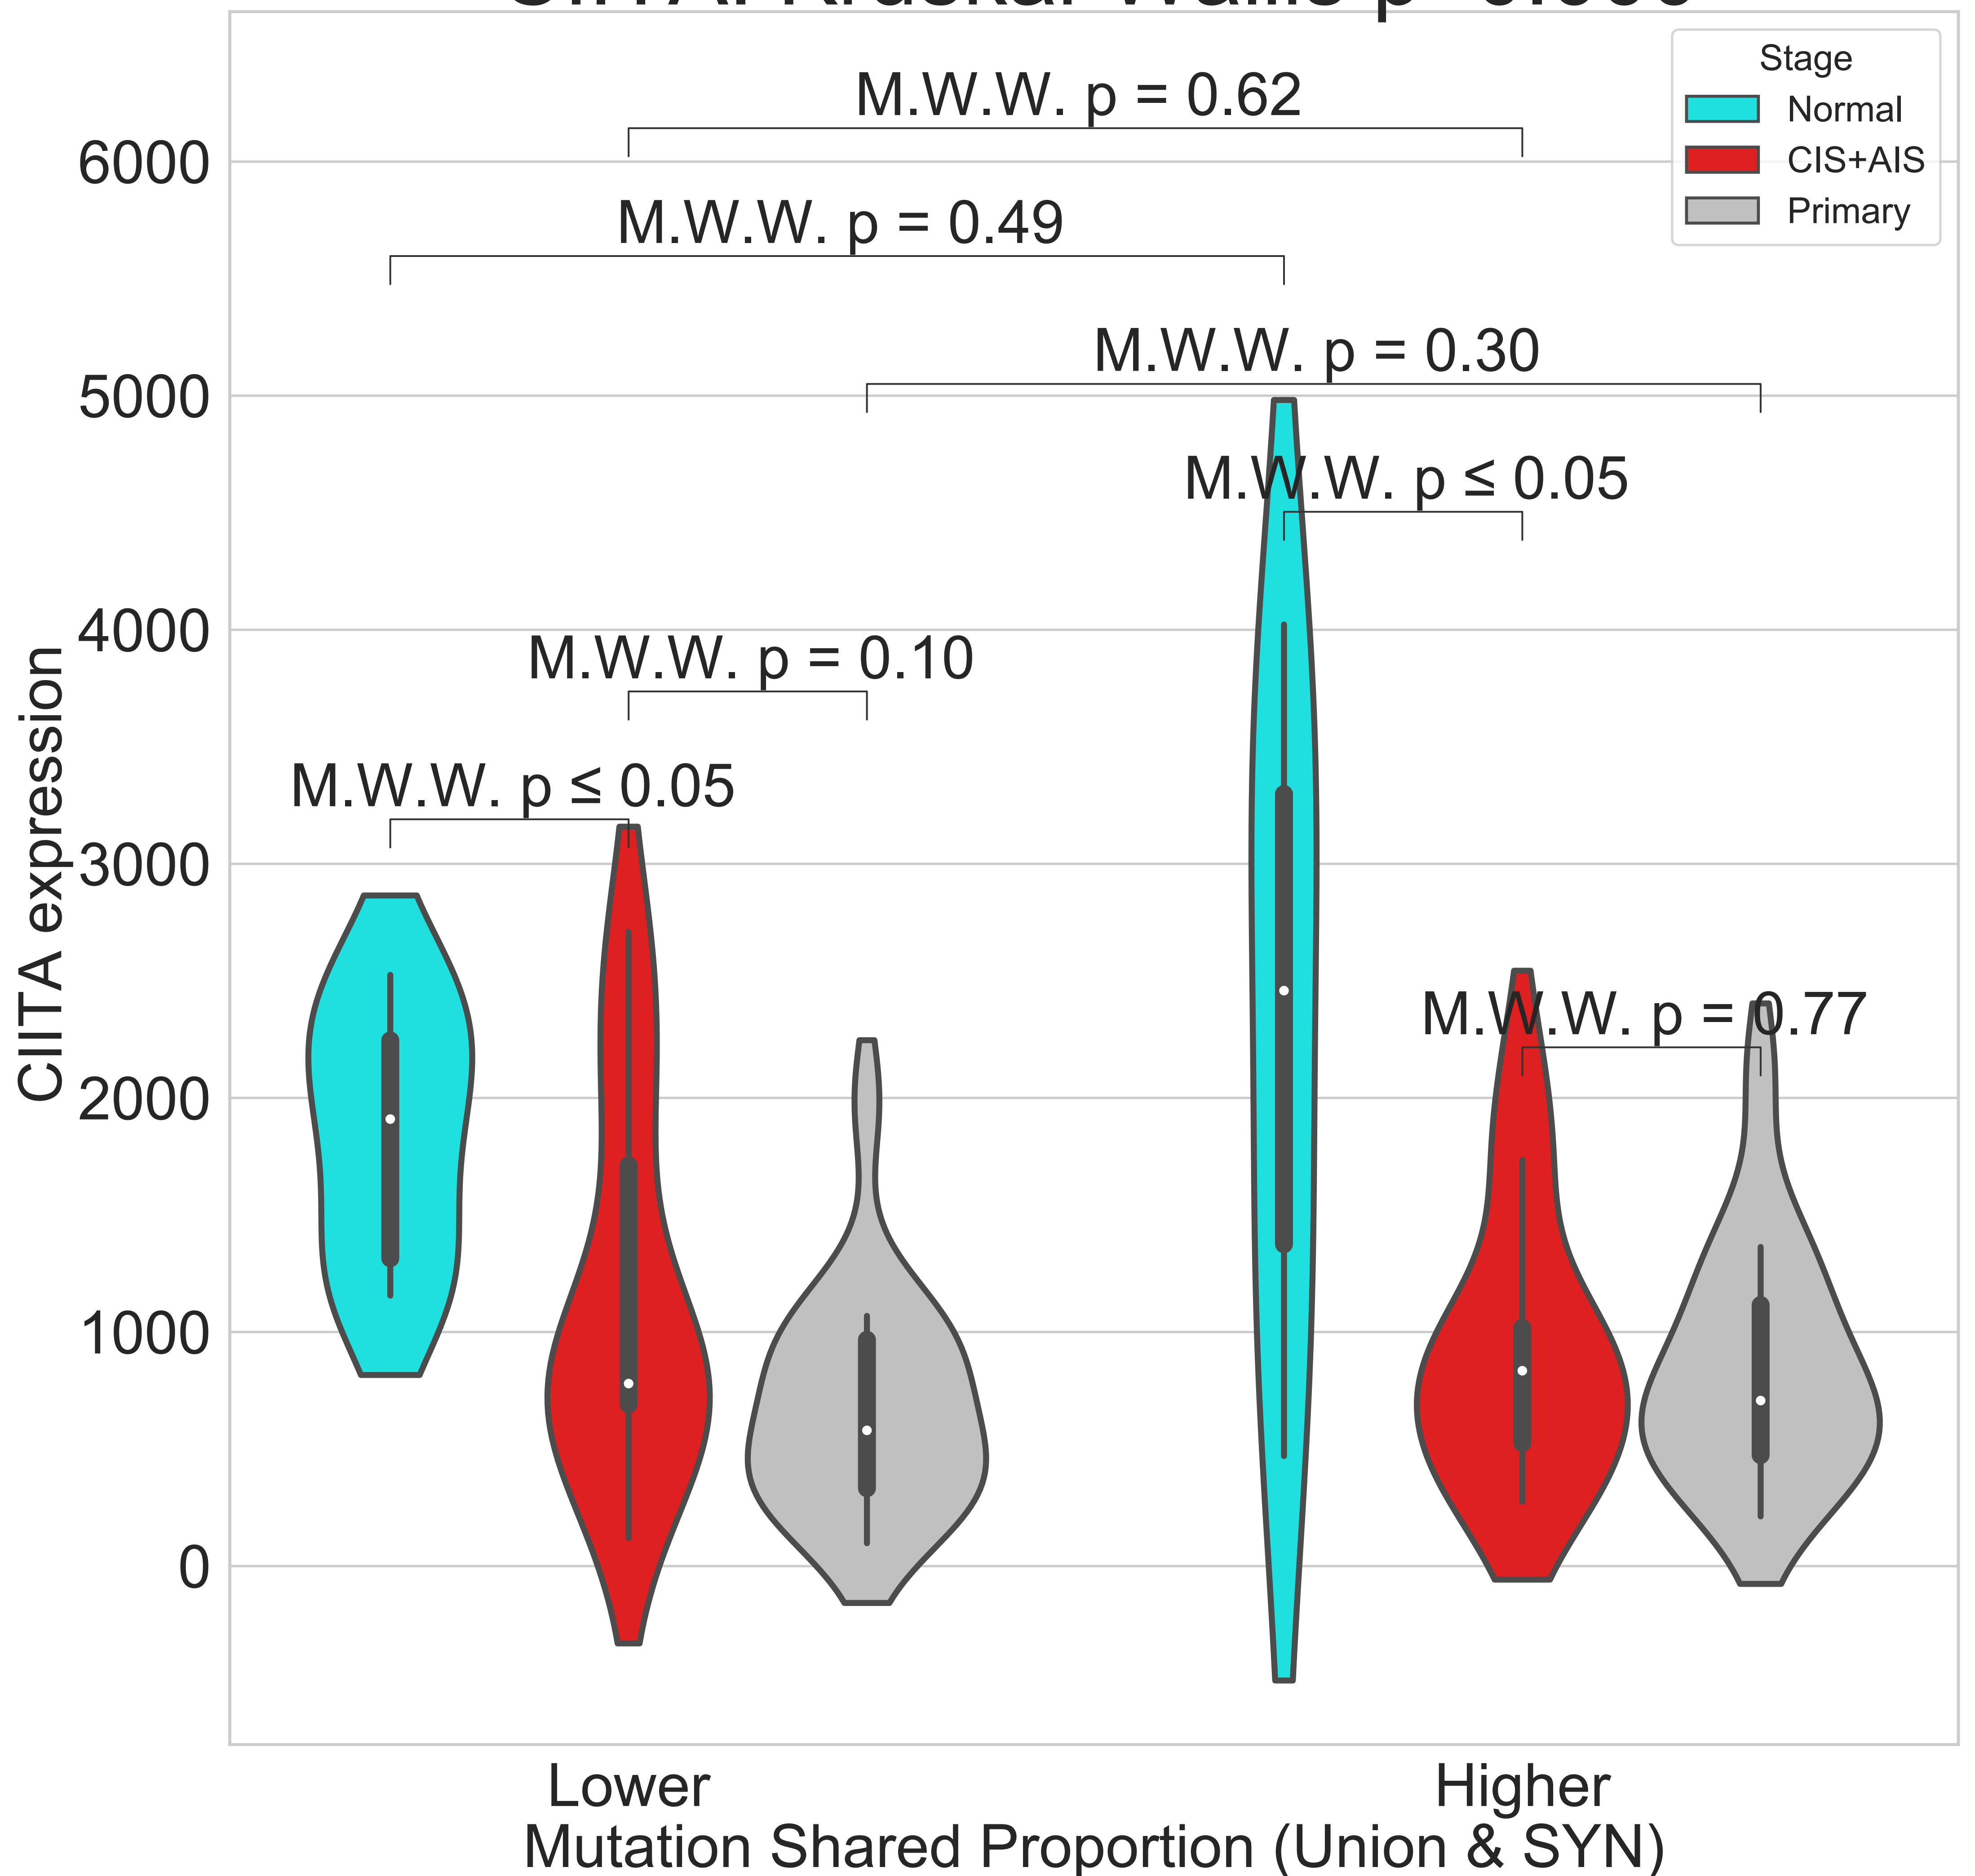 Stage
Normal
CIS+AIS
Primary
M.W.W. p = 0.62
M.W.W. p = 0.49
M.W.W. p = 0.30
M.W.W. p ≤ 0.05
M.W.W. p = 0.10
M.W.W. p ≤ 0.05
M.W.W. p = 0.77
6000
5000
4000
3000
2000
1000
0
CIITA expression
Lower
Higher
Mutation Shared Proportion (Union & SYN)